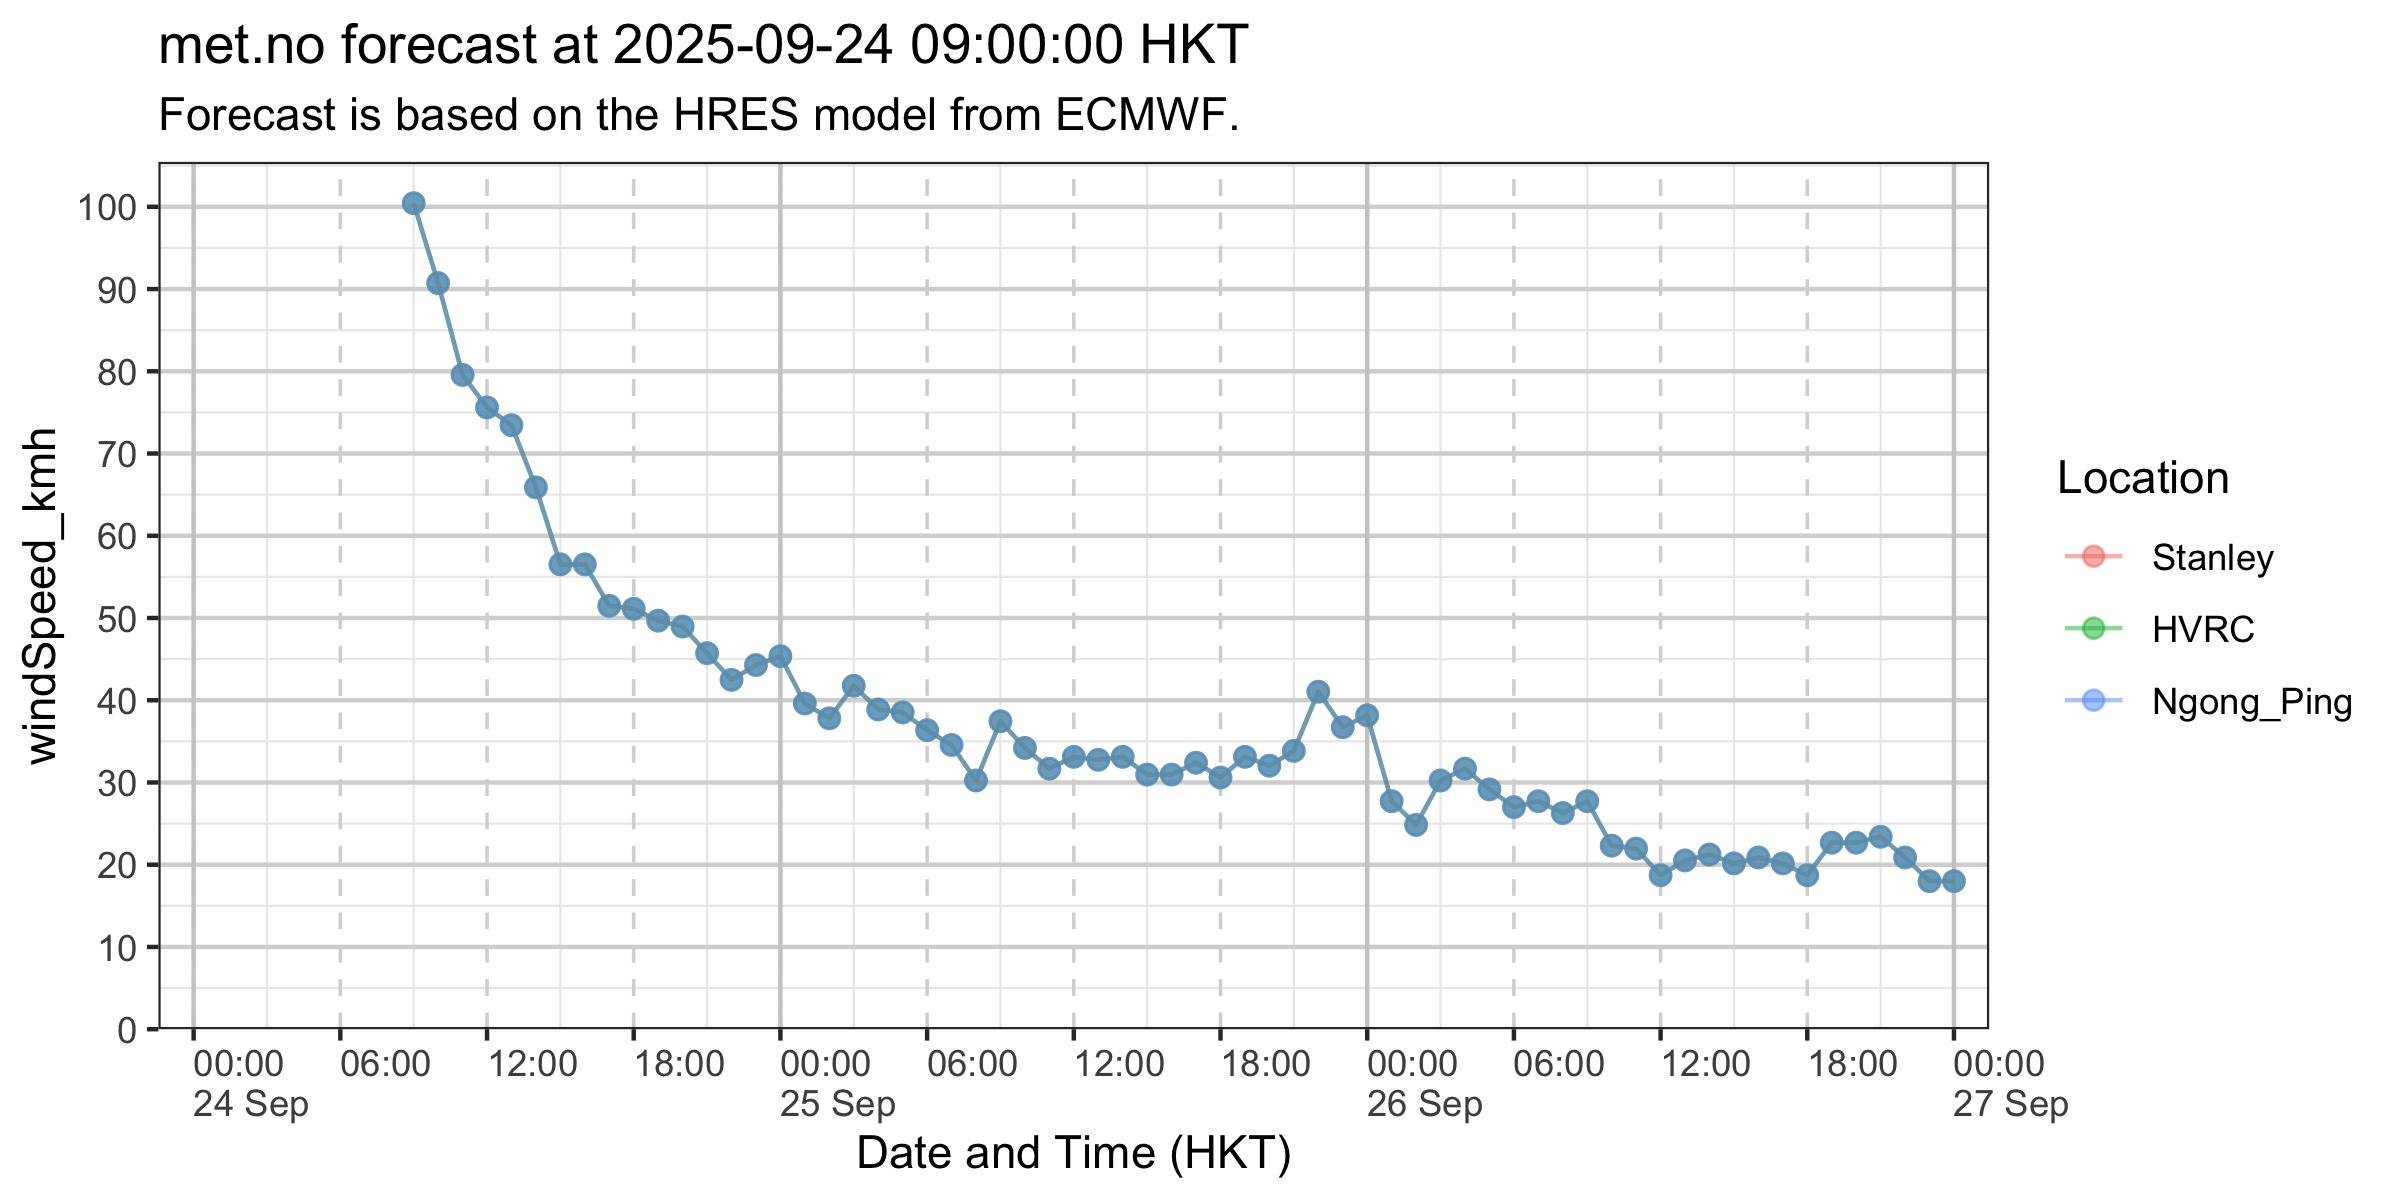 met.no forecast at 2025-09-24 09:00:00 HKT
Forecast is based on the HRES model from ECMWF.
windSpeed_kmh
100
90
80
70
60
50
40
30
20
10
0
00:00 06:00 12:00 18:00 00:00 06:00 12:00 18:00 00:00 06:00 12:00 18:00 00:00
24 Sep 25 Sep 26 Sep 27 Sep
Date and Time (HKT)
Location
Stanley
HVRC
Ngong_Ping